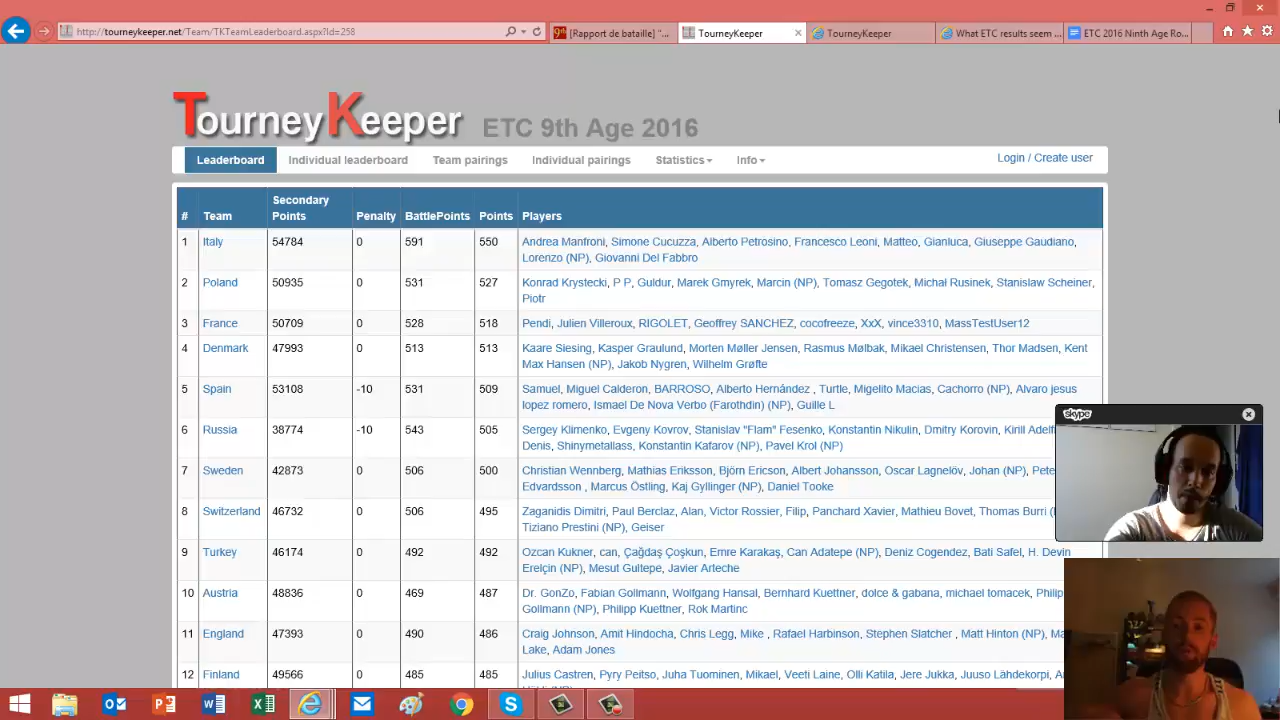 http://tourneykeeper.net/Team/TKTeamLeaderboard.aspx?Id=258
[Rapport de bataille] "...
TourneyKeeper
TourneyKeeper
What ETC results seem ...
ETC 2016 Ninth Age Ro...
TourneyKeeper ETC 9th Age 2016
Leaderboard Individual leaderboard Team pairings Individual pairings Statistics Info
Login / Create user
# Team Secondary Points Penalty BattlePoints Points Players
1 Italy 54784 0 591 550 Andrea Manfroni, Simone Cucuzza, Alberto Petrosino, Francesco Leoni, Matteo, Gianluca, Giuseppe Gaudiano,
Lorenzo (NP), Giovanni Del Fabbro
2 Poland 50935 0 531 527 Konrad Krystecki, P P, Guldur, Marek Gmyrek, Marcin (NP), Tomasz Gegotek, Michał Rusinek, Stanislaw Scheiner,
Piotr
3 France 50709 0 528 518 Pendi, Julien Villeroux, RIGOLET, Geoffrey SANCHEZ, cocofreeze, XxX, vince3310, MassTestUser12
4 Denmark 47993 0 513 513 Kaare Siesing, Kasper Graulund, Morten Møller Jensen, Rasmus Mølbak, Mikael Christensen, Thor Madsen, Kent
Max Hansen (NP), Jakob Nygren, Wilhelm Grøfte
5 Spain 53108 -10 531 509 Samuel, Miguel Calderon, BARROSO, Alberto Hernández , Turtle, Migelito Macias, Cachorro (NP), Alvaro jesus
lopez romero, Ismael De Nova Verbo (Farothdin) (NP), Guille L
6 Russia 38774 -10 543 505 Sergey Klimenko, Evgeny Kovrov, Stanislav "Flam" Fesenko, Konstantin Nikulin, Dmitry Korovin, Kirill Adelf
Denis, Shinymetallass, Konstantin Kafarov (NP), Pavel Krol (NP)
7 Sweden 42873 0 506 500 Christian Wennberg, Mathias Eriksson, Björn Ericson, Albert Johansson, Oscar Lagnelöv, Johan (NP), Pete
Edvardsson , Marcus Östling, Kaj Gyllinger (NP), Daniel Tooke
8 Switzerland 46732 0 506 495 Zaganidis Dimitri, Paul Berclaz, Alan, Victor Rossier, Filip, Panchard Xavier, Mathieu Bovet, Thomas Burri (
Tiziano Prestini (NP), Geiser
9 Turkey 46174 0 492 492 Ozcan Kukner, can, Çağdaş Çoşkun, Emre Karakaş, Can Adatepe (NP), Deniz Cogendez, Bati Safel, H. Devin
Erelçin (NP), Mesut Gultepe, Javier Arteche
10 Austria 48836 0 469 487 Dr. GonZo, Fabian Gollmann, Wolfgang Hansal, Bernhard Kuettner, dolce & gabana, michael tomacek, Philip
Gollmann (NP), Philipp Kuettner, Rok Martinc
11 England 47393 0 490 486 Craig Johnson, Amit Hindocha, Chris Legg, Mike , Rafael Harbinson, Stephen Slatcher , Matt Hinton (NP), Ma
Lake, Adam Jones
12 Finland 49566 0 485 485 Julius Castren, Pyry Peitso, Juha Tuominen, Mikael, Veeti Laine, Olli Katila, Jere Jukka, Juuso Lähdekorpi, A
skype